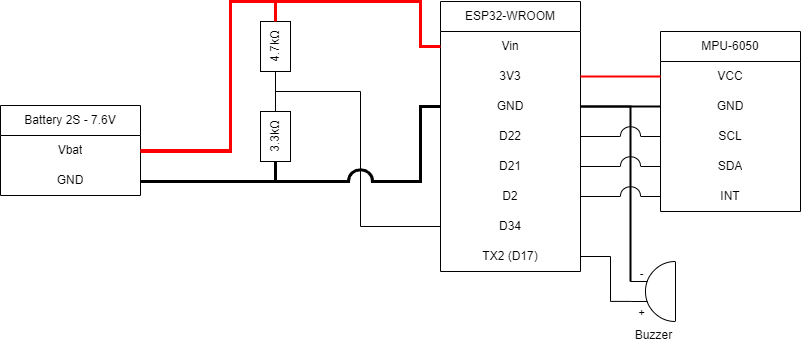 ESP32-WROOM
Vin
3V3
GND
D22
D21
D2
D34
TX2 (D17)
MPU-6050
VCC
GND
SCL
SDA
INT
4.7kΩ
3.3kΩ
Battery 2S - 7.6V
Vbat
GND
-
+
Buzzer